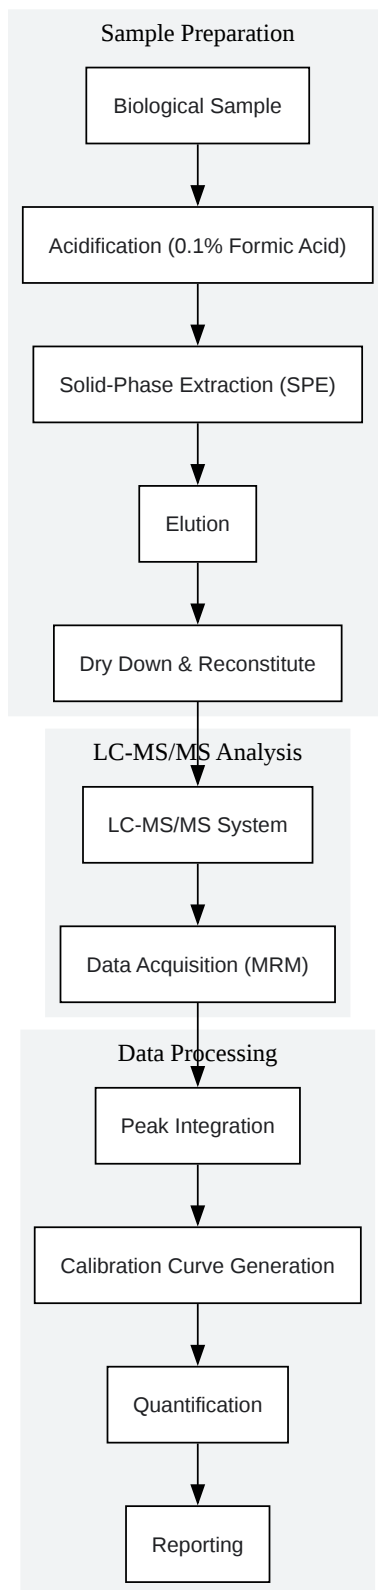 Sample Preparation
Biological Sample
Acidification (0.1% Formic Acid)
Solid-Phase Extraction (SPE)
Elution
Dry Down & Reconstitute
LC-MS/MS Analysis
LC-MS/MS System
Data Acquisition (MRM)
Data Processing
Peak Integration
Calibration Curve Generation
Quantification
Reporting